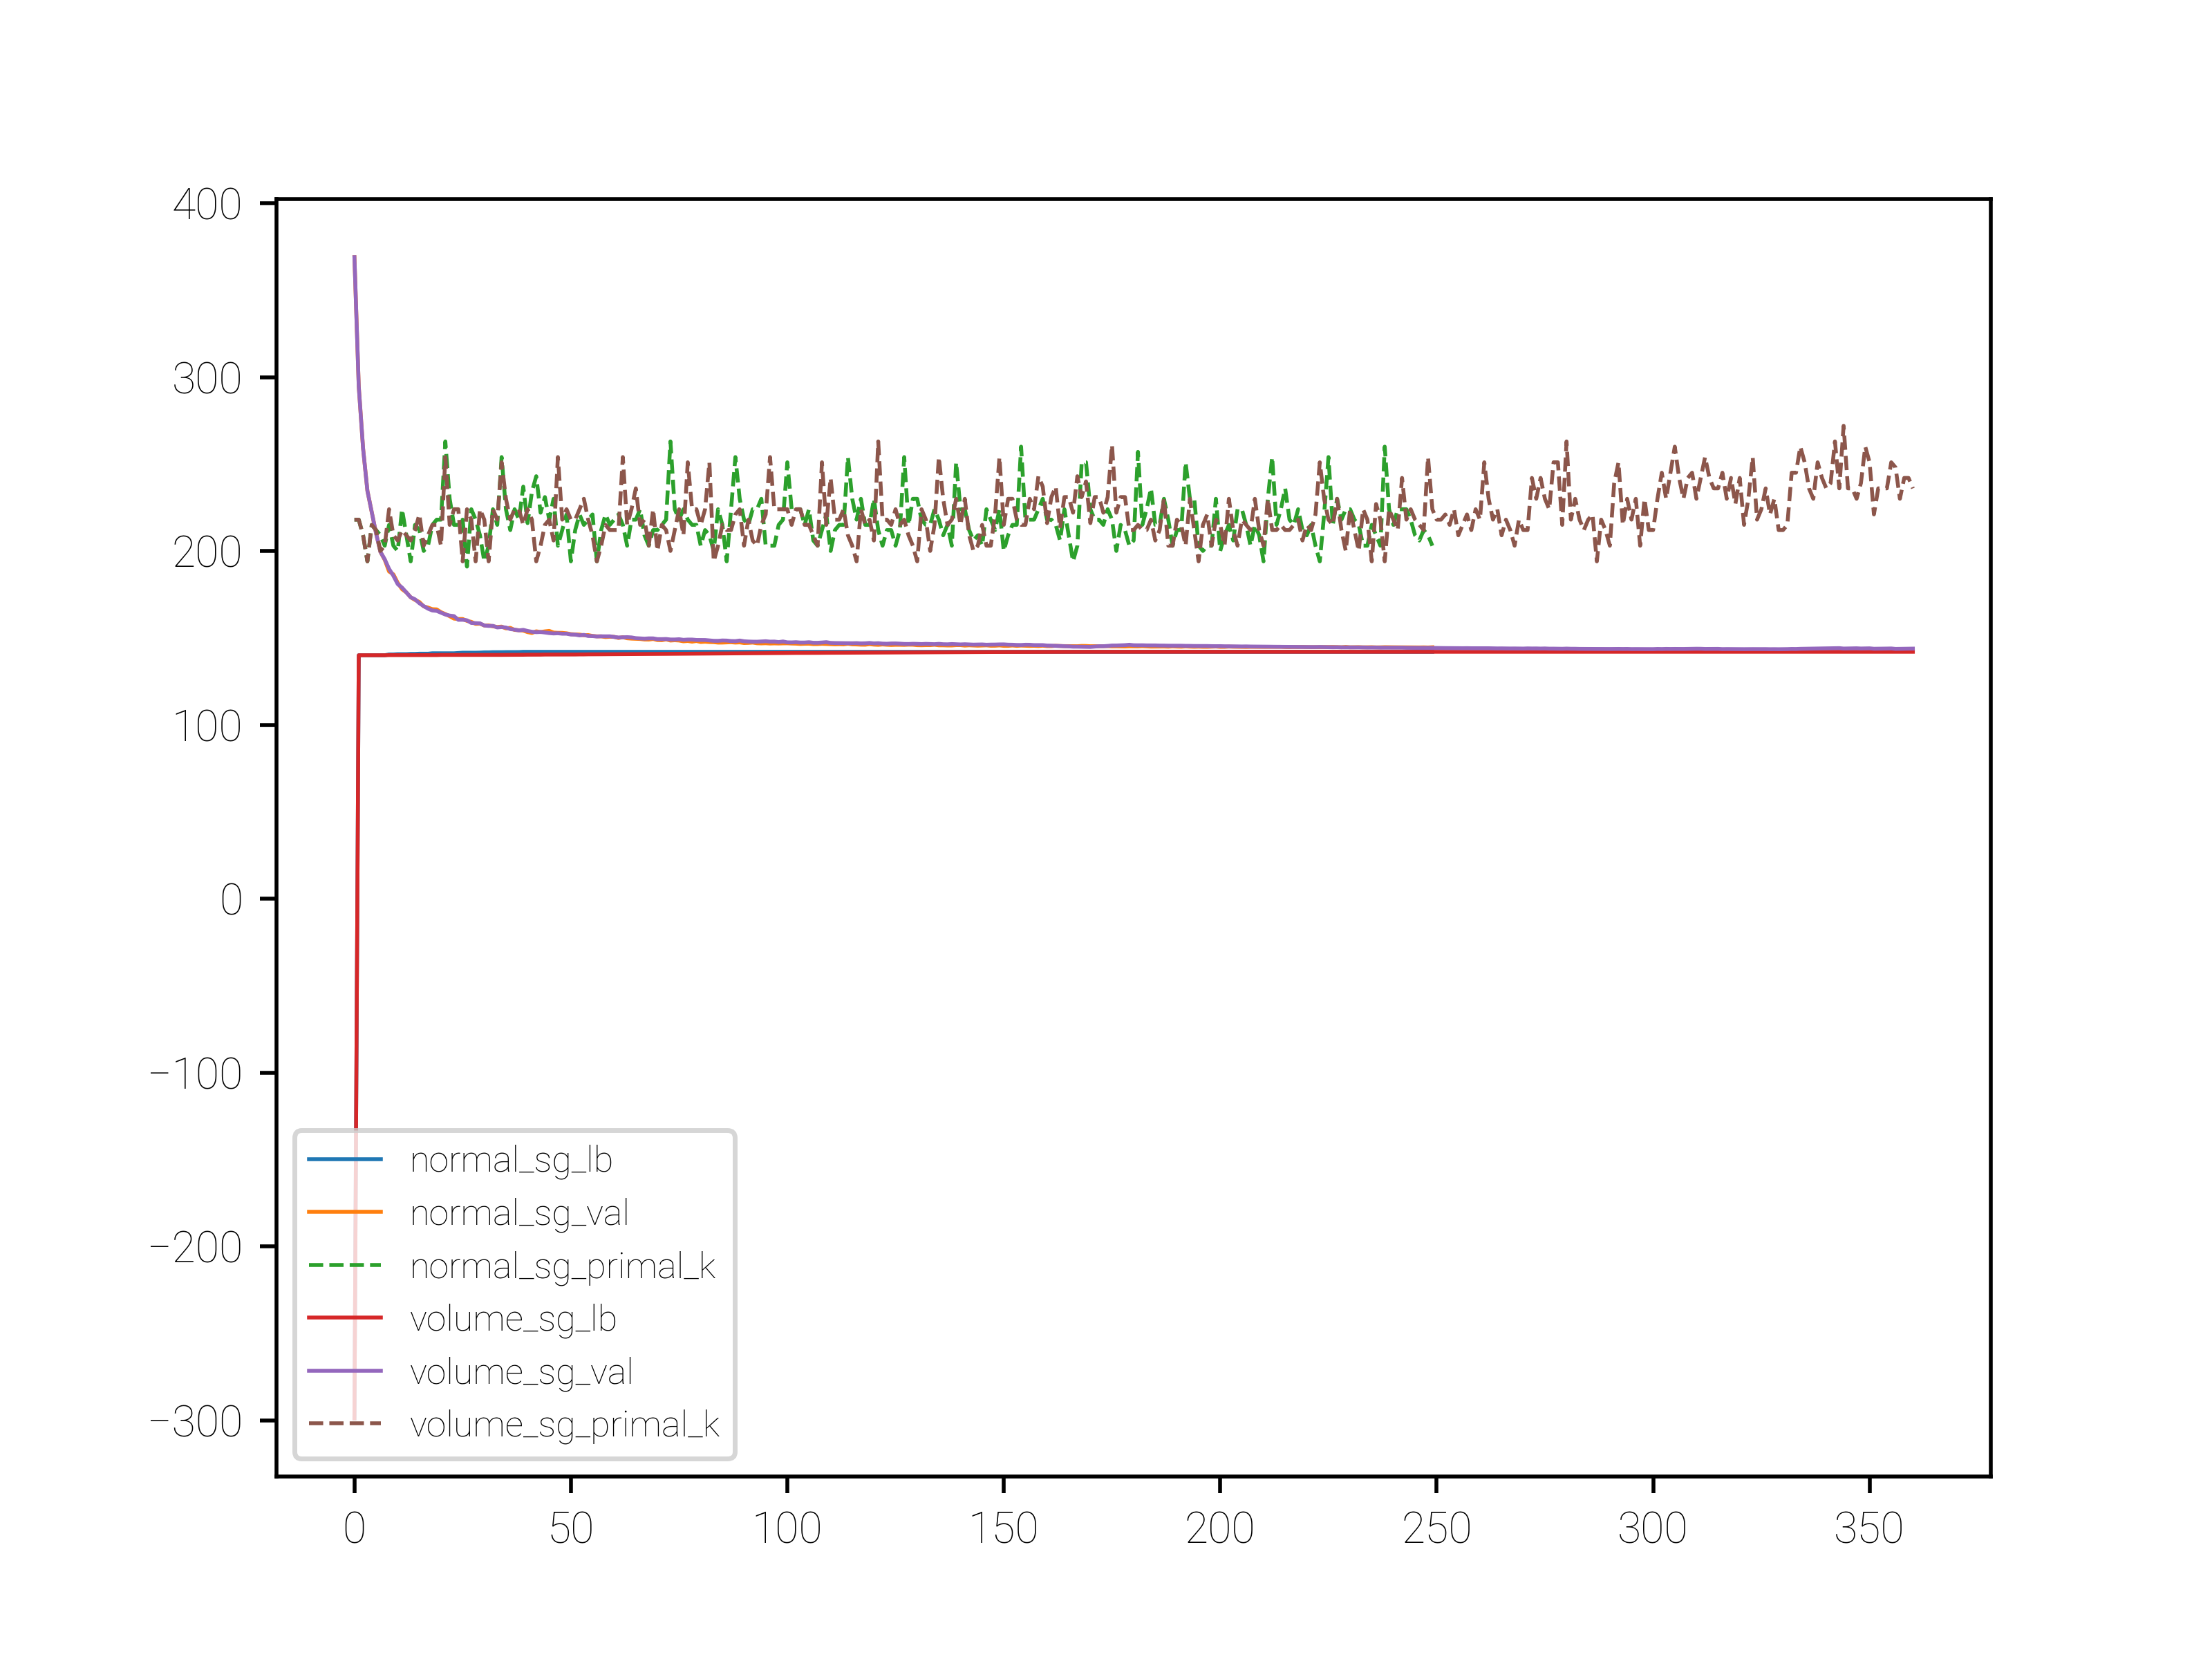 400
300
200
100
0
−100
−200
−300
normal_sg_lb
normal_sg_val
normal_sg_primal_k
volume_sg_lb
volume_sg_val
volume_sg_primal_k
0 50 100 150 200 250 300 350